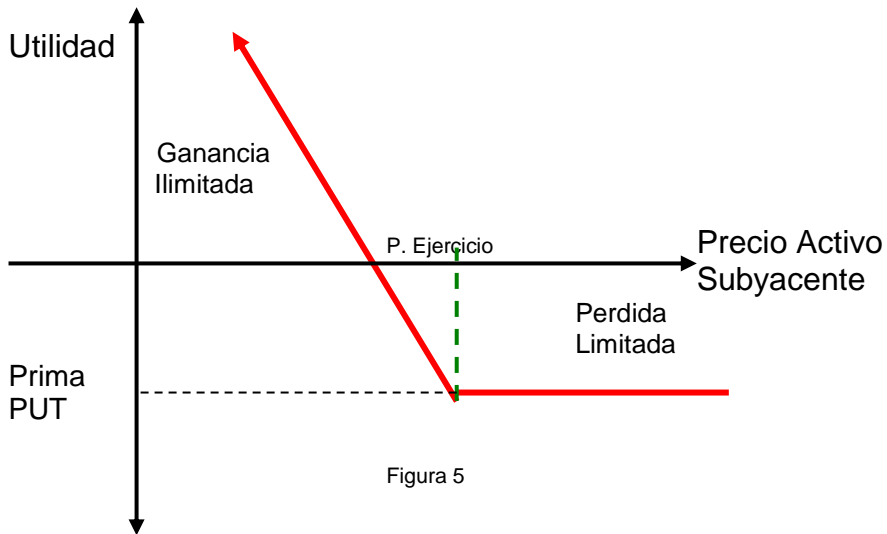 Utilidad
Ganancia
Ilimitada
P. Ejercicio
Precio Activo
Subyacente
Perdida
Limitada
Prima
PUT
Figura 5